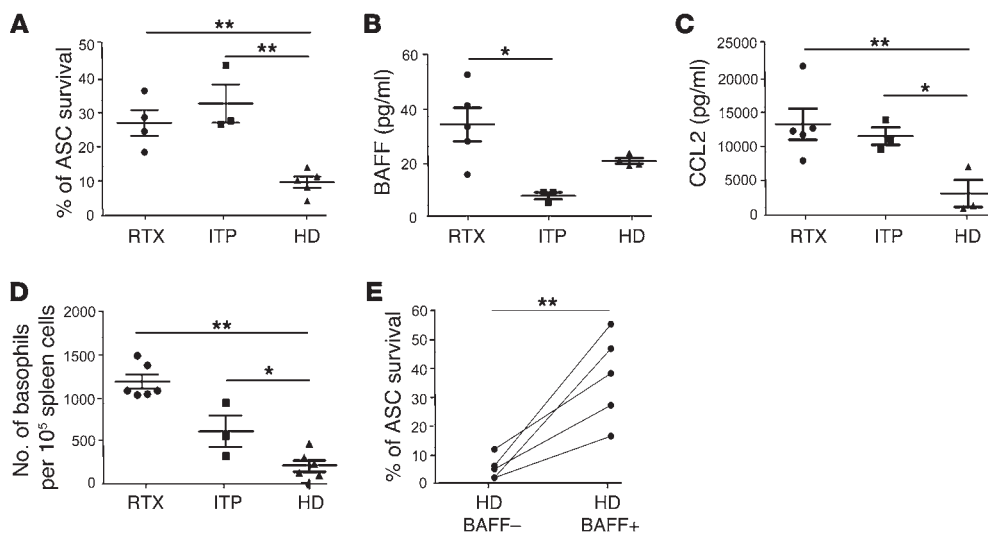 A
% of ASC survival
50
40
30
20
10
0
**
**
RTX ITP HD
B
BAFF (pg/ml)
60
40
20
0
*
RTX ITP HD
C
CCL2 (pg/ml)
25000
20000
15000
10000
5000
0
**
*
RTX ITP HD
D
No. of basophils
per 10⁵ spleen cells
2000
1500
1000
500
0
**
*
RTX ITP HD
E
% of ASC survival
60
50
40
30
20
10
0
**
HD HD
BAFF– BAFF+